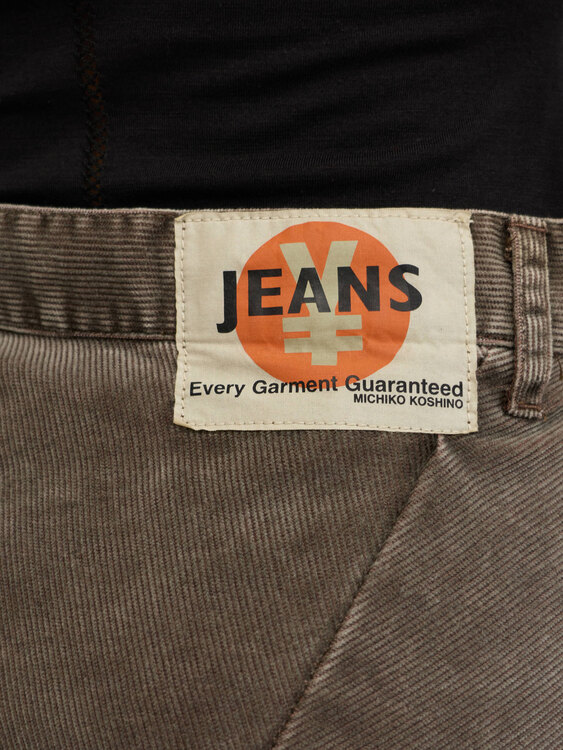 ¥
JEANS
Every Garment Guaranteed
MICHIKO KOSHINO